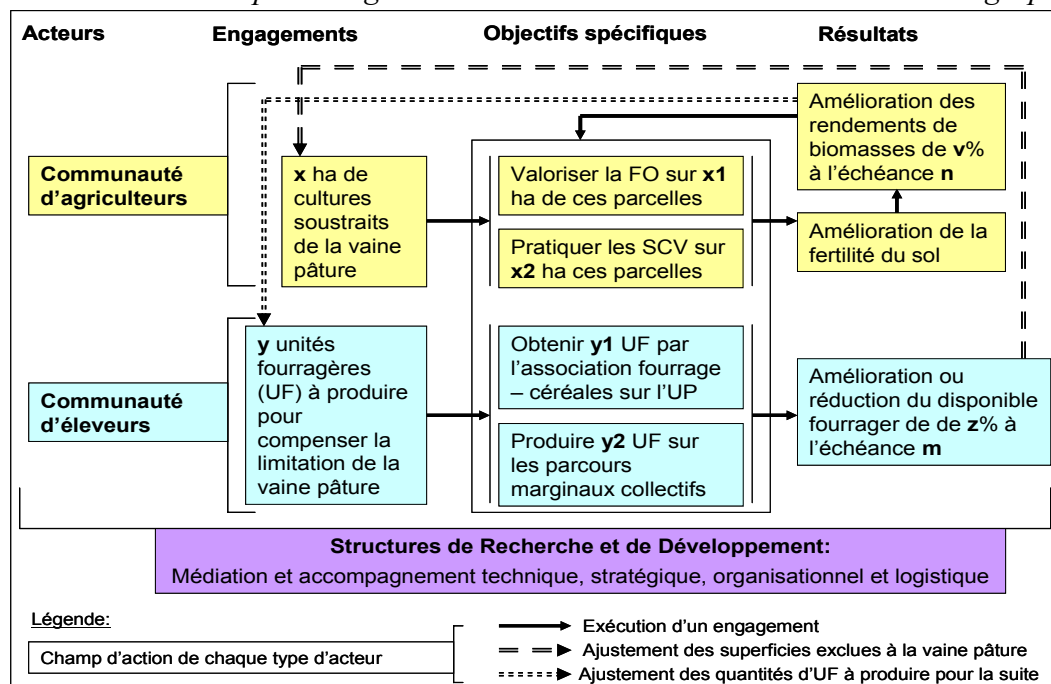 Acteurs Engagements Objectifs spécifiques Résultats
Communauté
d'agriculteurs
x ha de
cultures
soustraits
de la vaine
pâture
Valoriser la FO sur x1
ha de ces parcelles
Pratiquer les SCV sur
x2 ha ces parcelles
Amélioration des
rendements de
biomasses de v%
à l'échéance n
Amélioration de la
fertilité du sol
Communauté
d'éleveurs
y unités
fourragères
(UF) à produire
pour
compenser la
limitation de la
vaine pâture
Obtenir y1 UF par
l'association fourrage
– céréales sur l'UP
Produire y2 UF sur
les parcours
marginaux collectifs
Amélioration ou
réduction du disponible
fourrager de de z% à
l'échéance m
Structures de Recherche et de Développement:
Médiation et accompagnement technique, stratégique, organisationnel et logistique
Légende:
Champ d'action de chaque type d'acteur
Exécution d'un engagement
Ajustement des superficies exclues à la vaine pâture
Ajustement des quantités d'UF à produire pour la suite